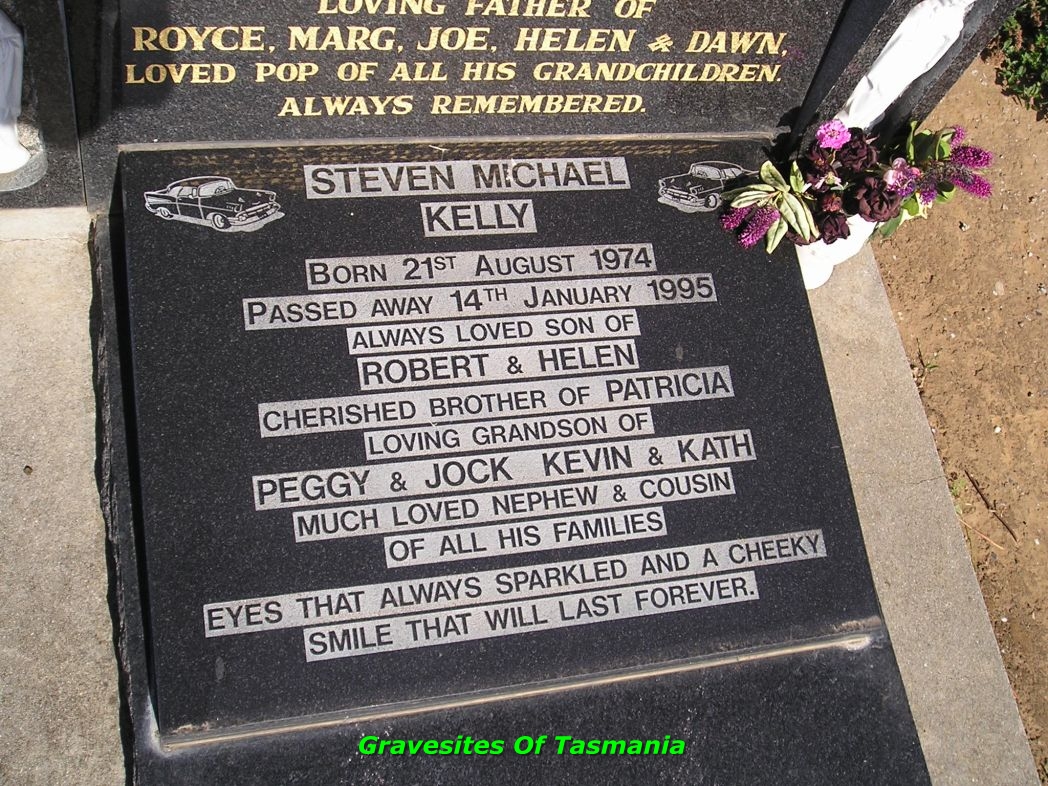 LOVING FATHER OF
ROYCE, MARG, JOE, HELEN & DAWN,
LOVED POP OF ALL HIS GRANDCHILDREN.
ALWAYS REMEMBERED.
STEVEN MICHAEL
KELLY
BORN 21ST AUGUST 1974
PASSED AWAY 14TH JANUARY 1995
ALWAYS LOVED SON OF
ROBERT & HELEN
CHERISHED BROTHER OF PATRICIA
LOVING GRANDSON OF
PEGGY & JOCK KEVIN & KATH
MUCH LOVED NEPHEW & COUSIN
OF ALL HIS FAMILIES
EYES THAT ALWAYS SPARKLED AND A CHEEKY
SMILE THAT WILL LAST FOREVER.
Gravesites Of Tasmania